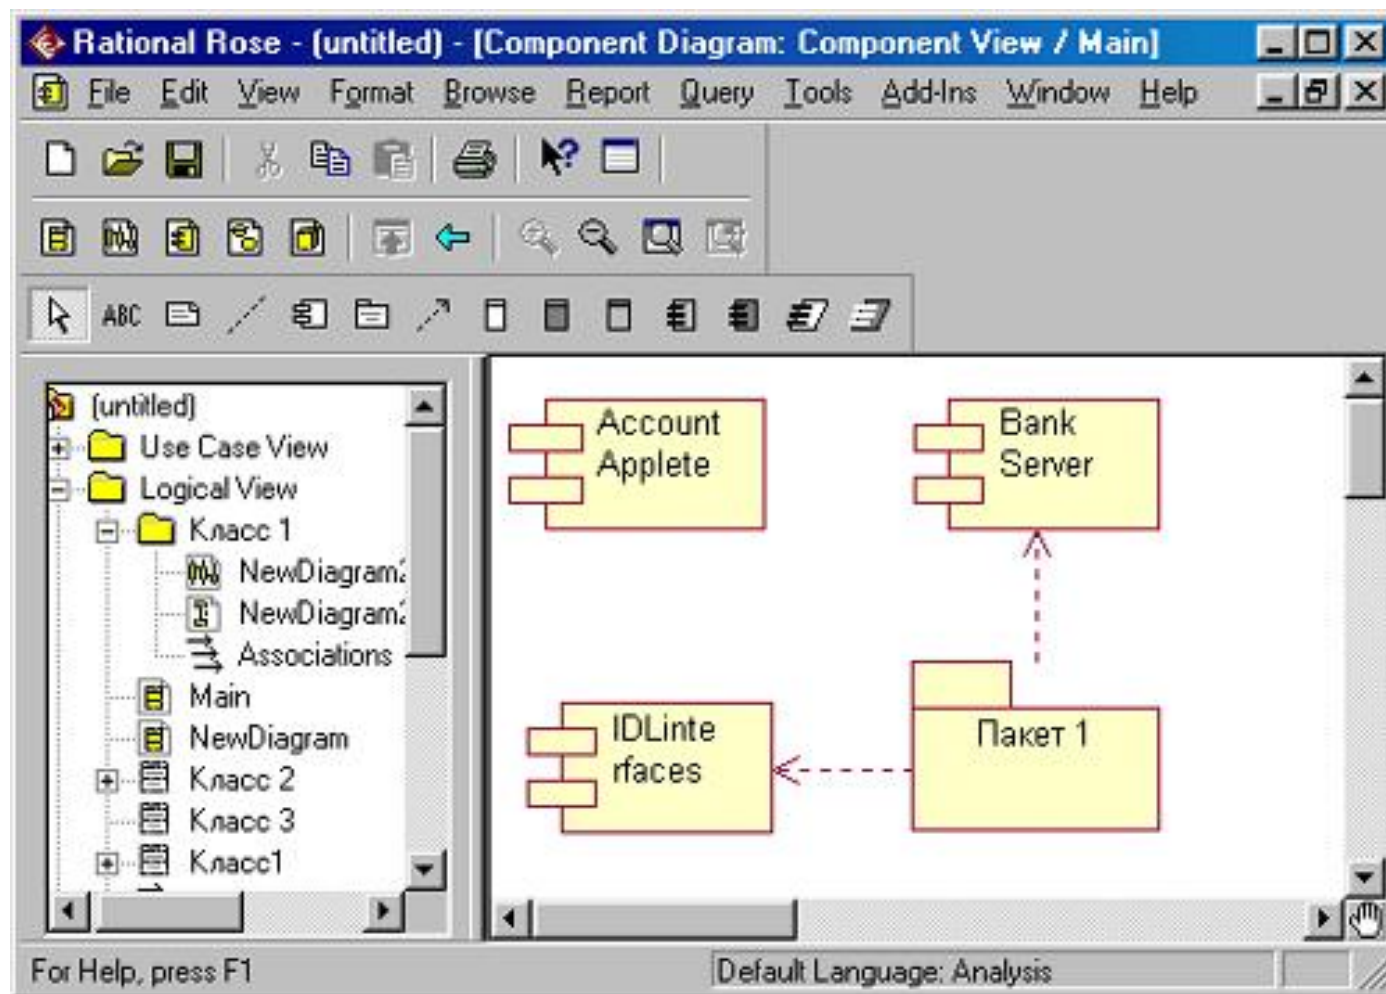 Rational Rose - (untitled) - [Component Diagram: Component View / Main]
File Edit View Format Browse Report Query Tools Add-Ins Window Help
ABC
(untitled)
Use Case View
Logical View
Класс 1
NewDiagram2
NewDiagram2
Associations
Main
NewDiagram
Класс 2
Класс 3
Класс1
Account
Applete
Bank
Server
IDLinte
rfaces
Пакет 1
For Help, press F1
Default Language: Analysis